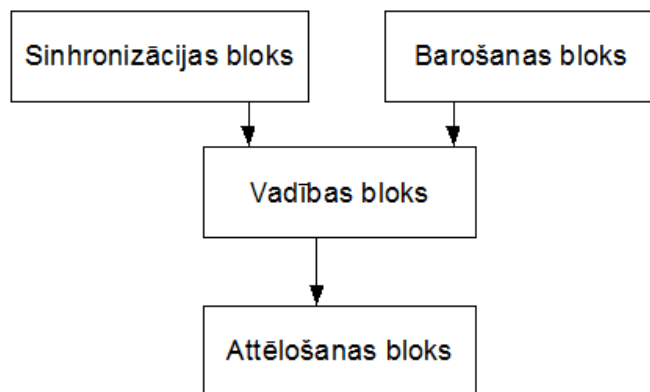 Sinhronizācijas bloks
Barošanas bloks
Vadības bloks
Attēlošanas bloks